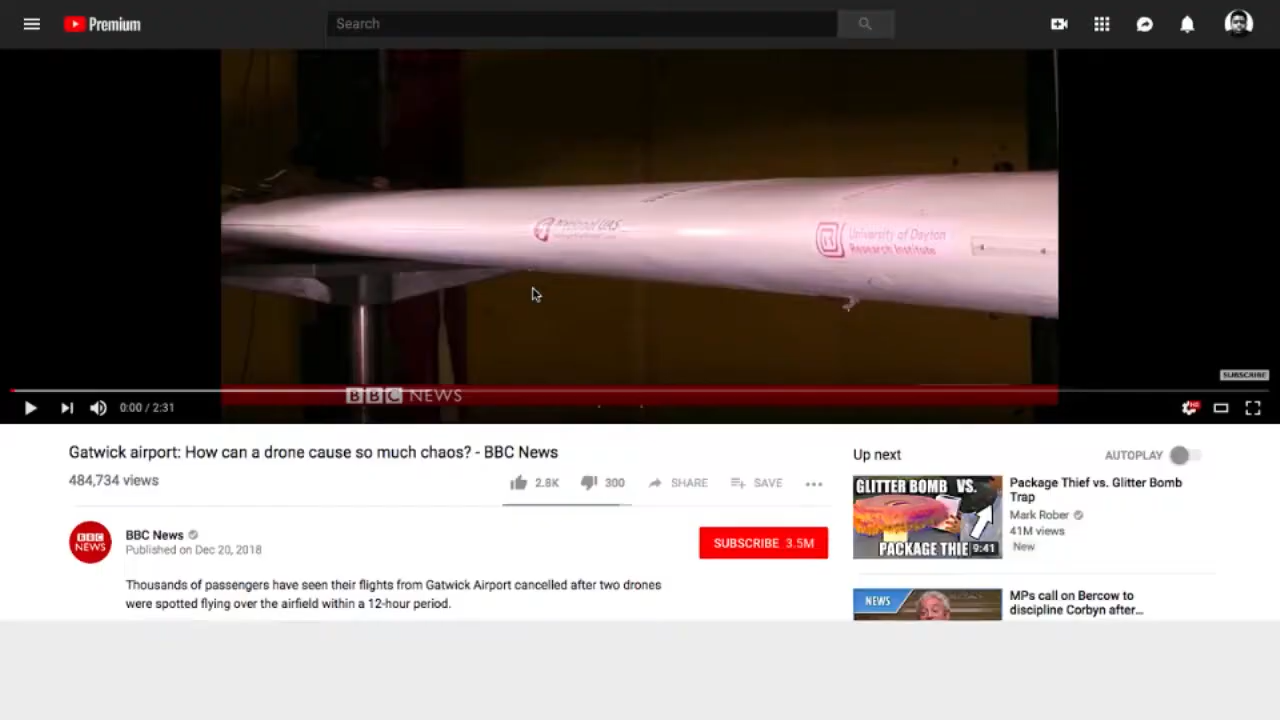 Premium
Search
University of Dayton
Research Institute
SUBSCRIBE
BBC NEWS
0:00 / 2:31
HD
Gatwick airport: How can a drone cause so much chaos? - BBC News
484,734 views
2.8K
300
SHARE
SAVE
BBC NEWS
BBC News
Published on Dec 20, 2018
SUBSCRIBE 3.5M
Thousands of passengers have seen their flights from Gatwick Airport cancelled after two drones
were spotted flying over the airfield within a 12-hour period.
Up next
AUTOPLAY
GLITTER BOMB VS.
PACKAGE THIE
9:41
Package Thief vs. Glitter Bomb
Trap
Mark Rober
41M views
New
NEWS
MPs call on Bercow to
discipline Corbyn after...